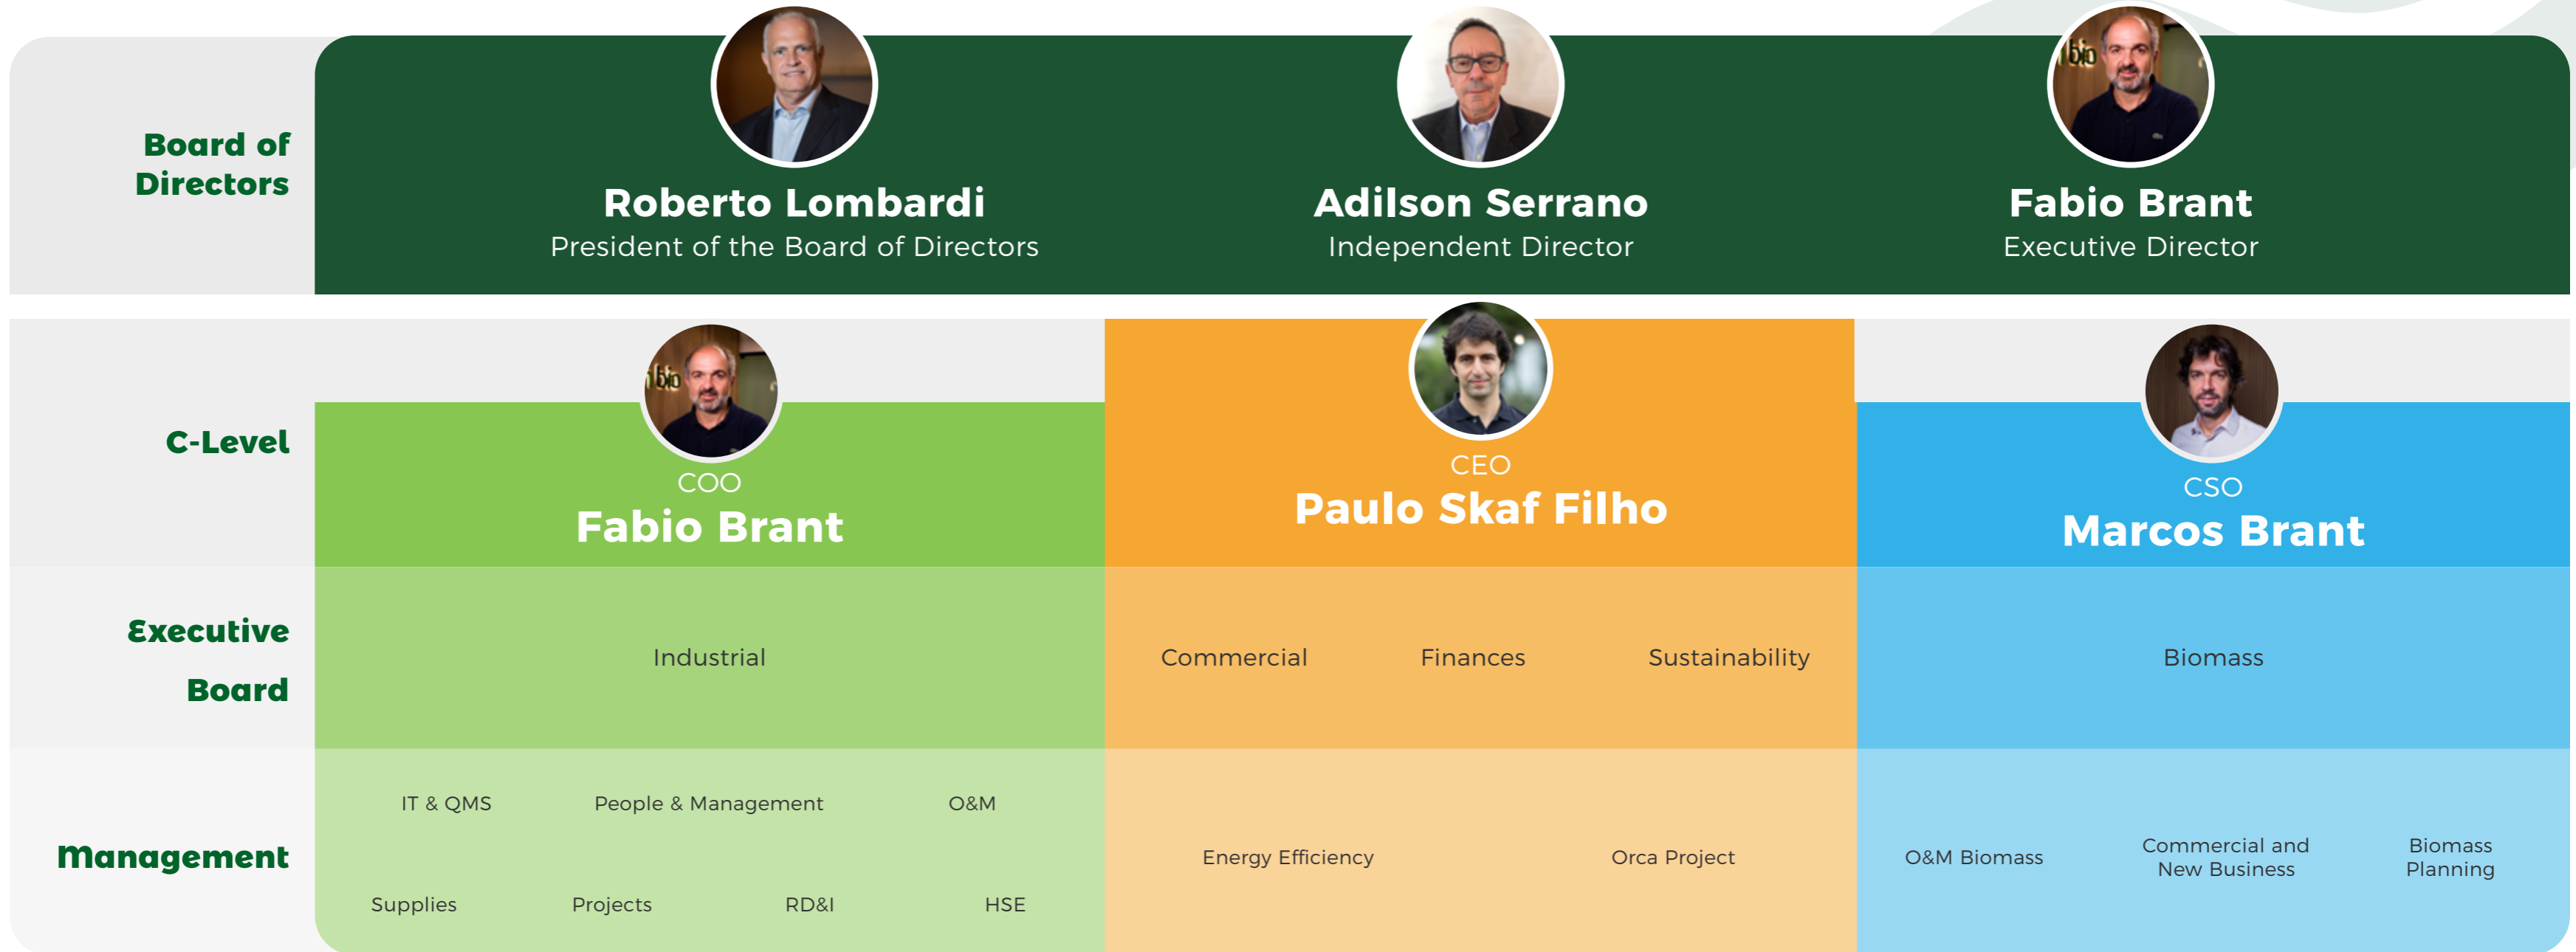 Board of
Directors
bio
Roberto Lombardi
President of the Board of Directors
Adilson Serrano
Independent Director
Fabio Brant
Executive Director
C-Level
bio
COO
Fabio Brant
CEO
Paulo Skaf Filho
CSO
Marcos Brant
Executive
Board
Industrial
Commercial
Finances
Sustainability
Biomass
Management
IT & QMS
People & Management
O&M
Supplies
Projects
RD&I
HSE
Energy Efficiency
Orca Project
O&M Biomass
Commercial and
New Business
Biomass
Planning